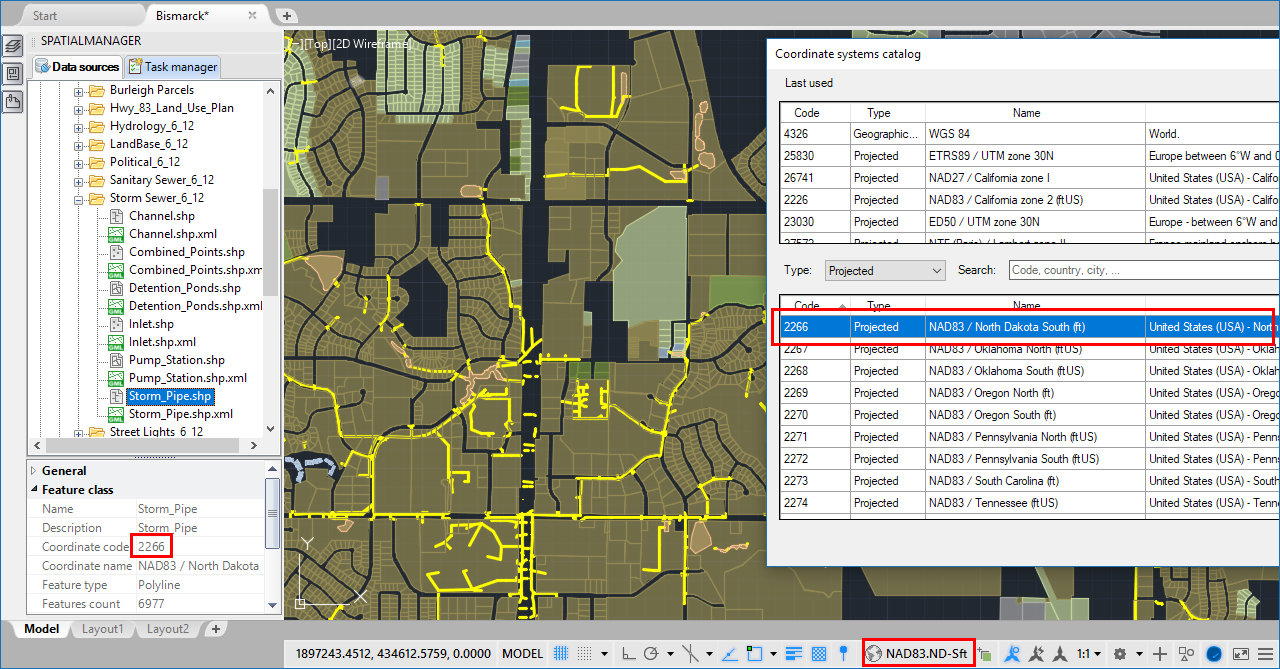 Start
Bismarck*
SPATIALMANAGER
Data sources
Task manager
Burleigh Parcels
Hwy_83_Land_Use_Plan
Hydrology_6_12
LandBase_6_12
Political_6_12
Sanitary Sewer_6_12
Storm Sewer_6_12
Channel.shp
Channel.shp.xml
Combined_Points.shp
Combined_Points.shp.xm
Detention_Ponds.shp
Detention_Ponds.shp.xml
Inlet.shp
Inlet.shp.xml
Pump_Station.shp
Pump_Station.shp.xml
Storm_Pipe.shp
Storm_Pipe.shp.xml
Street Lights_6_12
General
Feature class
Name Storm_Pipe
Description Storm_Pipe
Coordinate code 2266
Coordinate name NAD83 / North Dakota
Feature type Polyline
Features count 6977
[−][Top][2D Wireframe]
Y
X
Coordinate systems catalog
Last used
Code Type Name
4326 Geographic... WGS 84 World.
25830 Projected ETRS89 / UTM zone 30N Europe between 6°W and 0
26741 Projected NAD27 / California zone I United States (USA) - Califo
2226 Projected NAD83 / California zone 2 (ftUS) United States (USA) - Califo
23030 Projected ED50 / UTM zone 30N Europe - between 6°W and
Type: Projected Search: Code, country, city, ...
Code Type Name
2266 Projected NAD83 / North Dakota South (ft) United States (USA) - North
2267 Projected NAD83 / Oklahoma North (ftUS) United States (USA) - Oklah
2268 Projected NAD83 / Oklahoma South (ftUS) United States (USA) - Oklah
2269 Projected NAD83 / Oregon North (ft) United States (USA) - Orego
2270 Projected NAD83 / Oregon South (ft) United States (USA) - Orego
2271 Projected NAD83 / Pennsylvania North (ftUS) United States (USA) - Penn
2272 Projected NAD83 / Pennsylvania South (ftUS) United States (USA) - Penn
2273 Projected NAD83 / South Carolina (ft) United States (USA) - South
2274 Projected NAD83 / Tennessee (ftUS) United States (USA) - Tenne
Model Layout1 Layout2
1897243.4512, 434612.5759, 0.0000 MODEL NAD83.ND-Sft 1:1